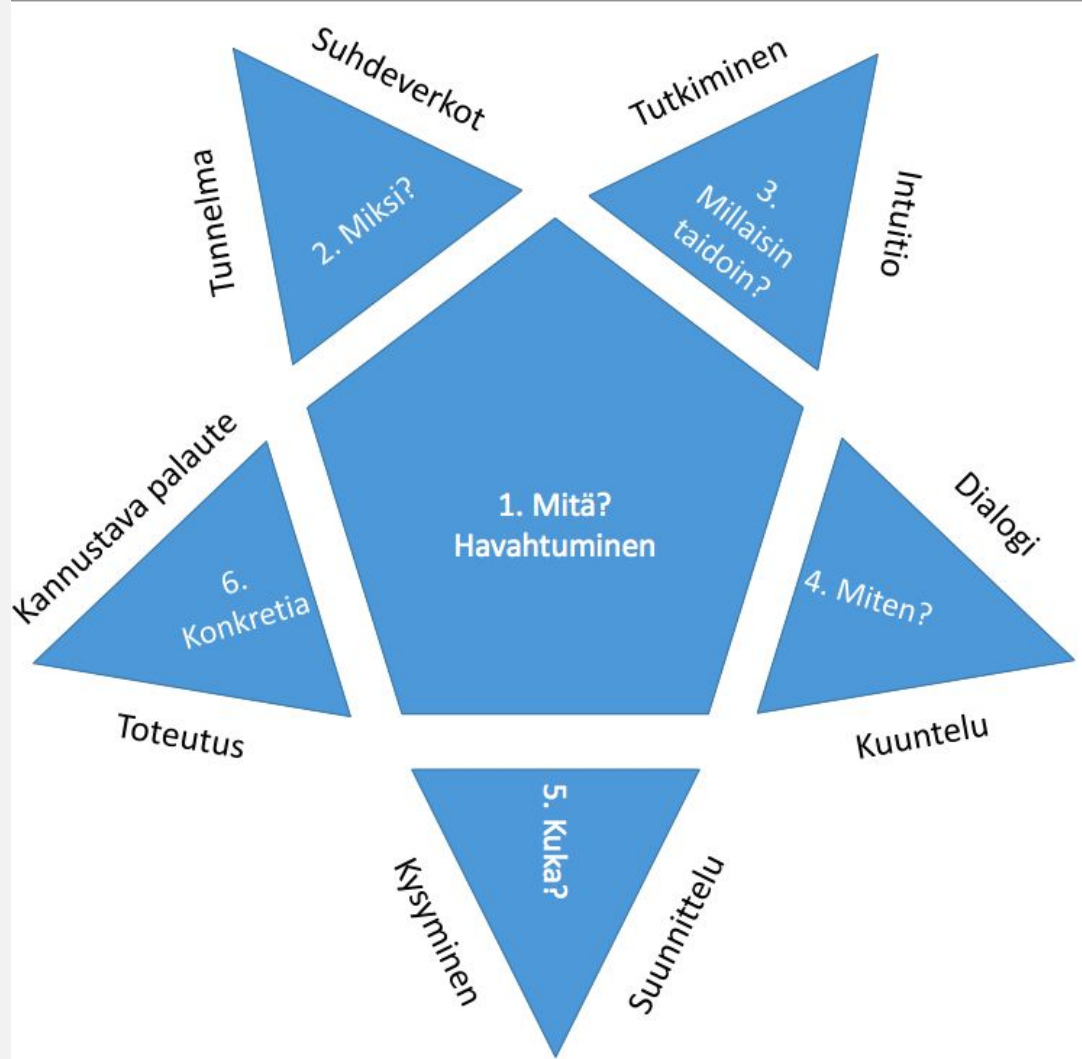 Suhdeverkot
Tunnelma
2. Miksi?
Tutkiminen
Intuitio
3.
Millaisin
taidoin?
1. Mitä?
Havahtuminen
Dialogi
Kuuntelu
4. Miten?
5. Kuka?
Kysyminen
Suunnittelu
Kannustava palaute
6.
Konkretia
Toteutus